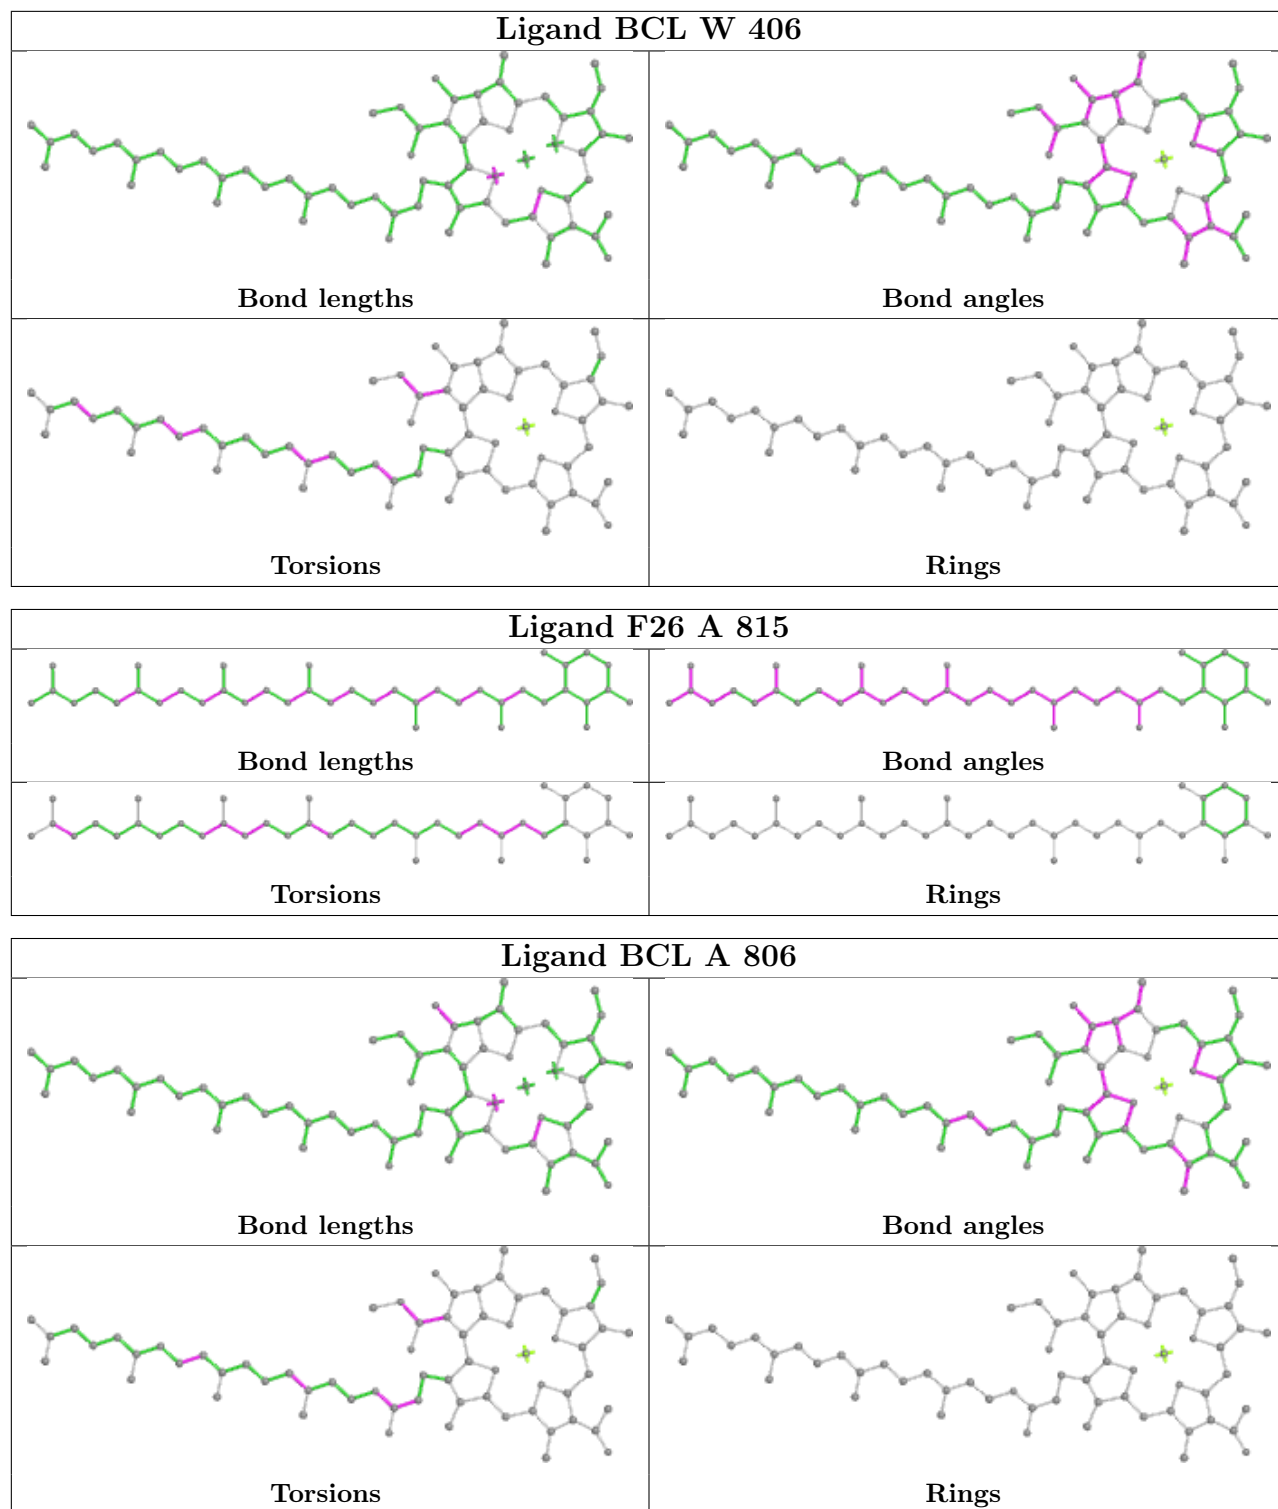 Ligand BCL W 406
Bond lengths
Bond angles
Torsions
Rings
Ligand F26 A 815
Bond lengths
Bond angles
Torsions
Rings
Ligand BCL A 806
Bond lengths
Bond angles
Torsions
Rings